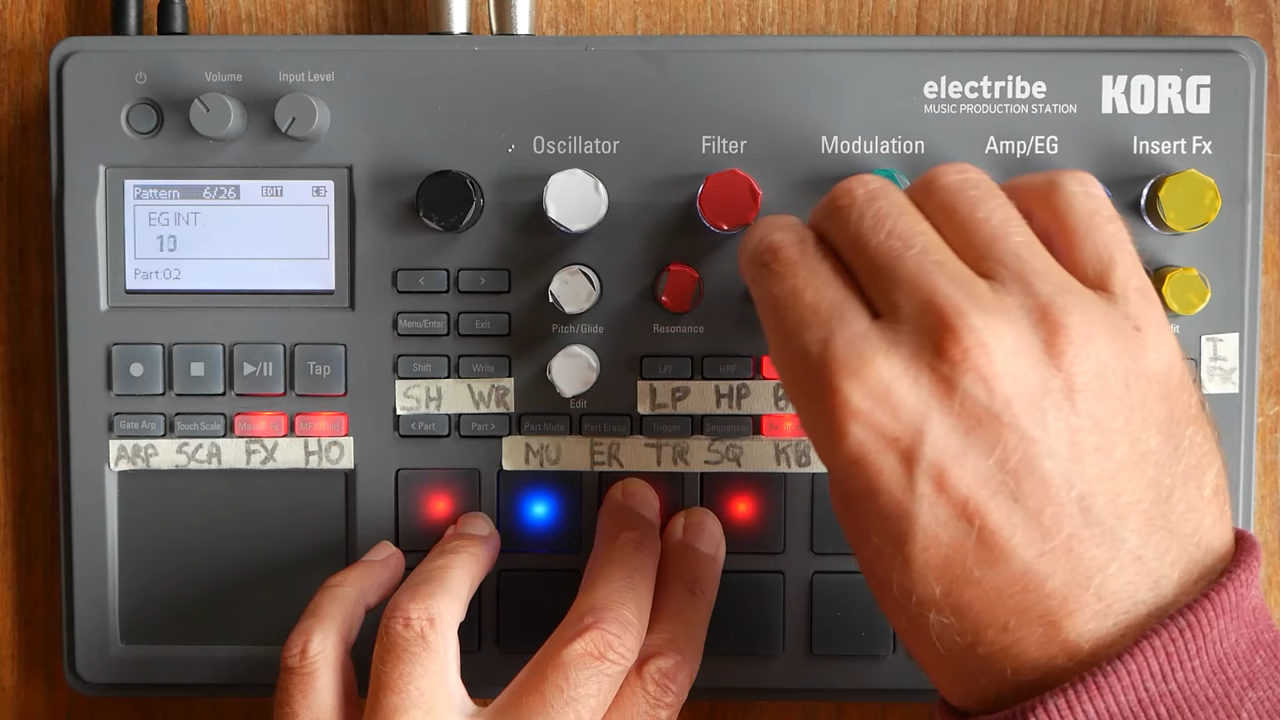 Volume
Input Level
electribe
MUSIC PRODUCTION STATION
KORG
Oscillator
Filter
Modulation
Amp/EG
Insert Fx
Pattern 6/26 EDIT
EG INT.
10
Part:02
<
>
Menu/Enter
Exit
Pitch/Glide
Resonance
Tap
Shift
Write
LPF
HPF
SH WR
LP HP
Edit
Gate Arp
Touch Scale
< Part
Part >
Part Mute
Part Erase
Trigger
Sequencer
ARP SCA FX HO
MU ER TR SQ KB